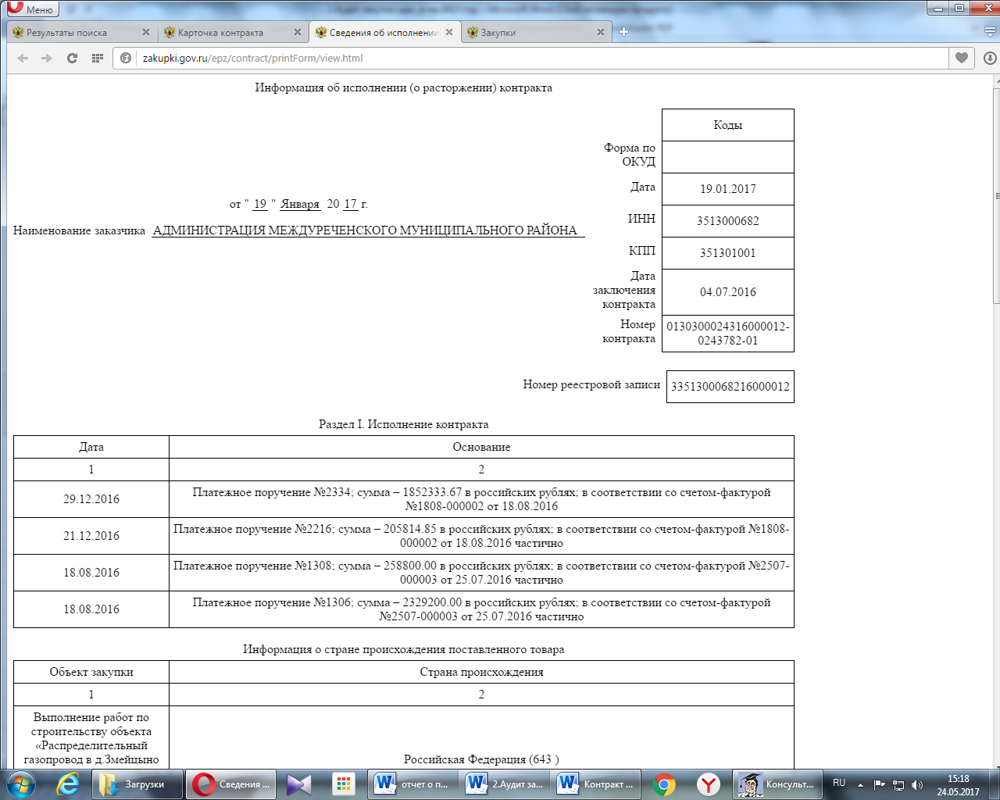 Меню
Результаты поиска
Карточка контракта
Сведения об исполнении
Закупки
zakupki.gov.ru/epz/contract/printForm/view.html
Информация об исполнении (о расторжении) контракта
Коды
Форма по
ОКУД
Дата
19.01.2017
от " 19 " Января 20 17 г.
ИНН
3513000682
Наименование заказчика АДМИНИСТРАЦИЯ МЕЖДУРЕЧЕНСКОГО МУНИЦИПАЛЬНОГО РАЙОНА
КПП
351301001
Дата
заключения
контракта
04.07.2016
Номер
контракта
0130300024316000012-
0243782-01
Номер реестровой записи
3351300068216000012
Раздел I. Исполнение контракта
Дата
Основание
1
2
29.12.2016
Платежное поручение №2334; сумма – 1852333.67 в российских рублях; в соответствии со счетом-фактурой
№1808-000002 от 18.08.2016
21.12.2016
Платежное поручение №2216; сумма – 205814.85 в российских рублях; в соответствии со счетом-фактурой №1808-
000002 от 18.08.2016 частично
18.08.2016
Платежное поручение №1308; сумма – 258800.00 в российских рублях; в соответствии со счетом-фактурой №2507-
000003 от 25.07.2016 частично
18.08.2016
Платежное поручение №1306; сумма – 2329200.00 в российских рублях; в соответствии со счетом-фактурой
№2507-000003 от 25.07.2016 частично
Информация о стране происхождения поставленного товара
Объект закупки
Страна происхождения
1
2
Выполнение работ по
строительству объекта
«Распределительный
газопровод в д.Змейцыно
Российская Федерация (643 )
Загрузки
Сведения ...
отчет о п...
2.Аудит за...
Контракт ...
Консульт...
RU
15:18
24.05.2017